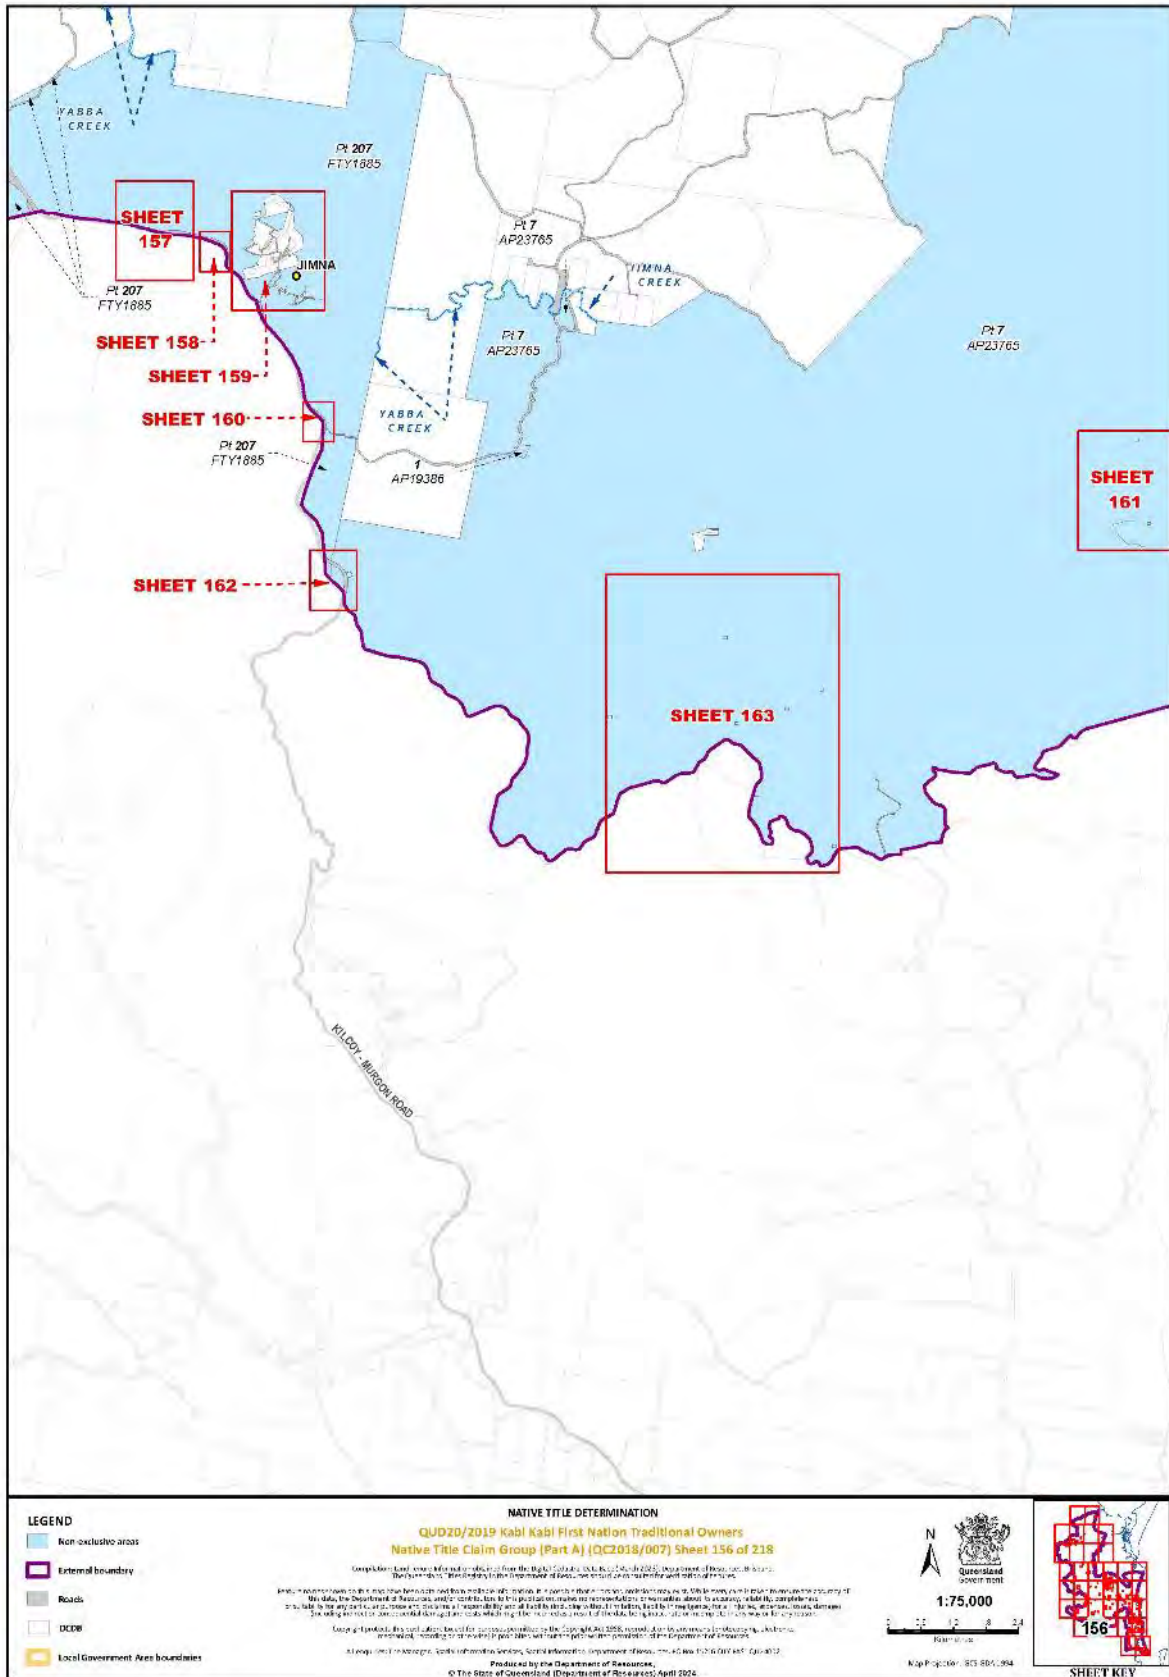 YABBA
CREEK
Pt 207
FTY1885
SHEET
157
JIMNA
Pt 7
AP23765
JIMNA
CREEK
Pt 207
FTY1885
SHEET 158
SHEET 159
Pt 7
AP23765
Pt 7
AP23765
SHEET 160
YABBA
CREEK
Pt 207
FTY1885
1
AP19386
SHEET
161
SHEET 162
SHEET 163
KILCOY - MURGON ROAD
LEGEND
Non-exclusive areas
External boundary
Roads
DCDB
Local Government Area boundaries
NATIVE TITLE DETERMINATION
QUD20/2019 Kabi Kabi First Nation Traditional Owners
Native Title Claim Group (Part A) (QC2018/007) Sheet 156 of 218
Produced by the Department of Resources,
© The State of Queensland (Department of Resources) April 2024
N
Queensland
Government
1:75,000
Kilometres
156
SHEET KEY